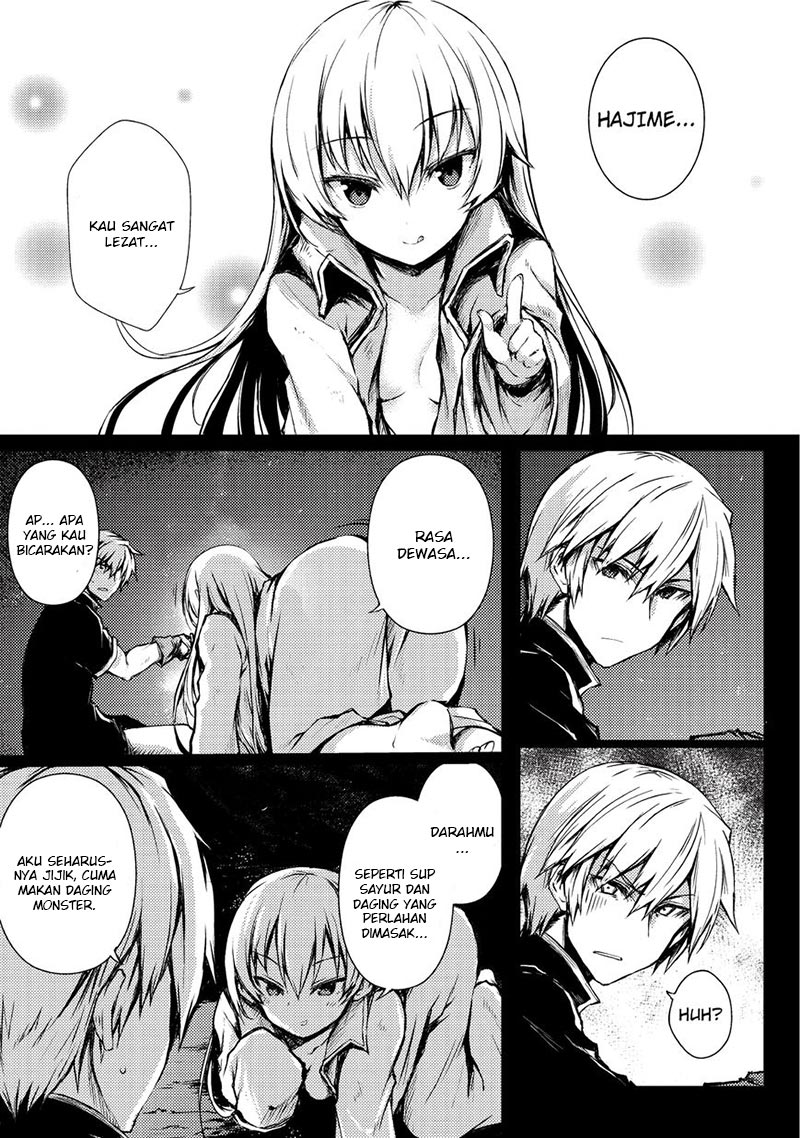 HAJIME...
KAU SANGAT
LEZAT...
HUH?
RASA
DEWASA...
AP... APA
YANG KAU
BICARAKAN?
DARAHMU
...
SEPERTI SUP
SAYUR DAN
DAGING YANG
PERLAHAN
DIMASAK...
AKU SEHARUS-
NYA JIJIK, CUMA
MAKAN DAGING
MONSTER.